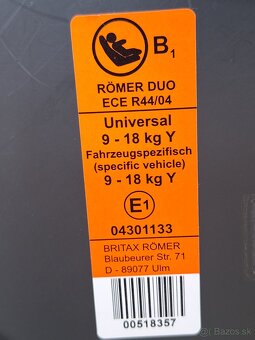 B1
RÖMER DUO
ECE R44/04
Universal
9 - 18 kg Y
Fahrzeugspezifisch
(specific vehicle)
9 - 18 kg Y
E1
04301133
BRITAX RÖMER
Blaubeurer Str. 71
D - 89077 Ulm
00518357
Bazos.sk